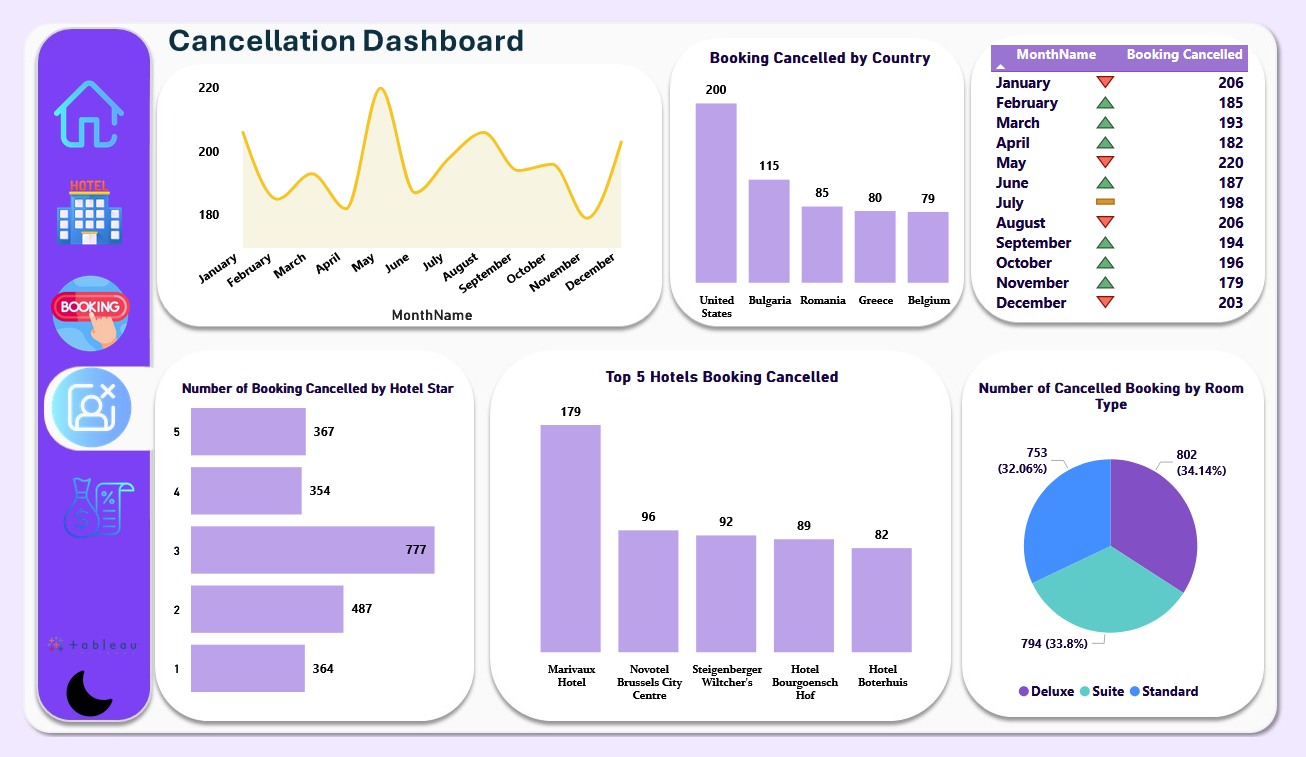 Cancellation Dashboard
220
200
180
January
February
March
April
May
June
July
August
September
October
November
December
MonthName
Booking Cancelled by Country
200
115
85
80
79
United
States
Bulgaria
Romania
Greece
Belgium
MonthName Booking Cancelled
January 206
February 185
March 193
April 182
May 220
June 187
July 198
August 206
September 194
October 196
November 179
December 203
HOTEL
BOOKING
$
%
+ableau
Number of Booking Cancelled by Hotel Star
5 367
4 354
3 777
2 487
1 364
Top 5 Hotels Booking Cancelled
179
96
92
89
82
Marivaux
Hotel
Novotel
Brussels City
Centre
Steigenberger
Wiltcher's
Hotel
Bourgoensch
Hof
Hotel
Boterhuis
Number of Cancelled Booking by Room
Type
753
(32.06%)
802
(34.14%)
794 (33.8%)
Deluxe Suite Standard